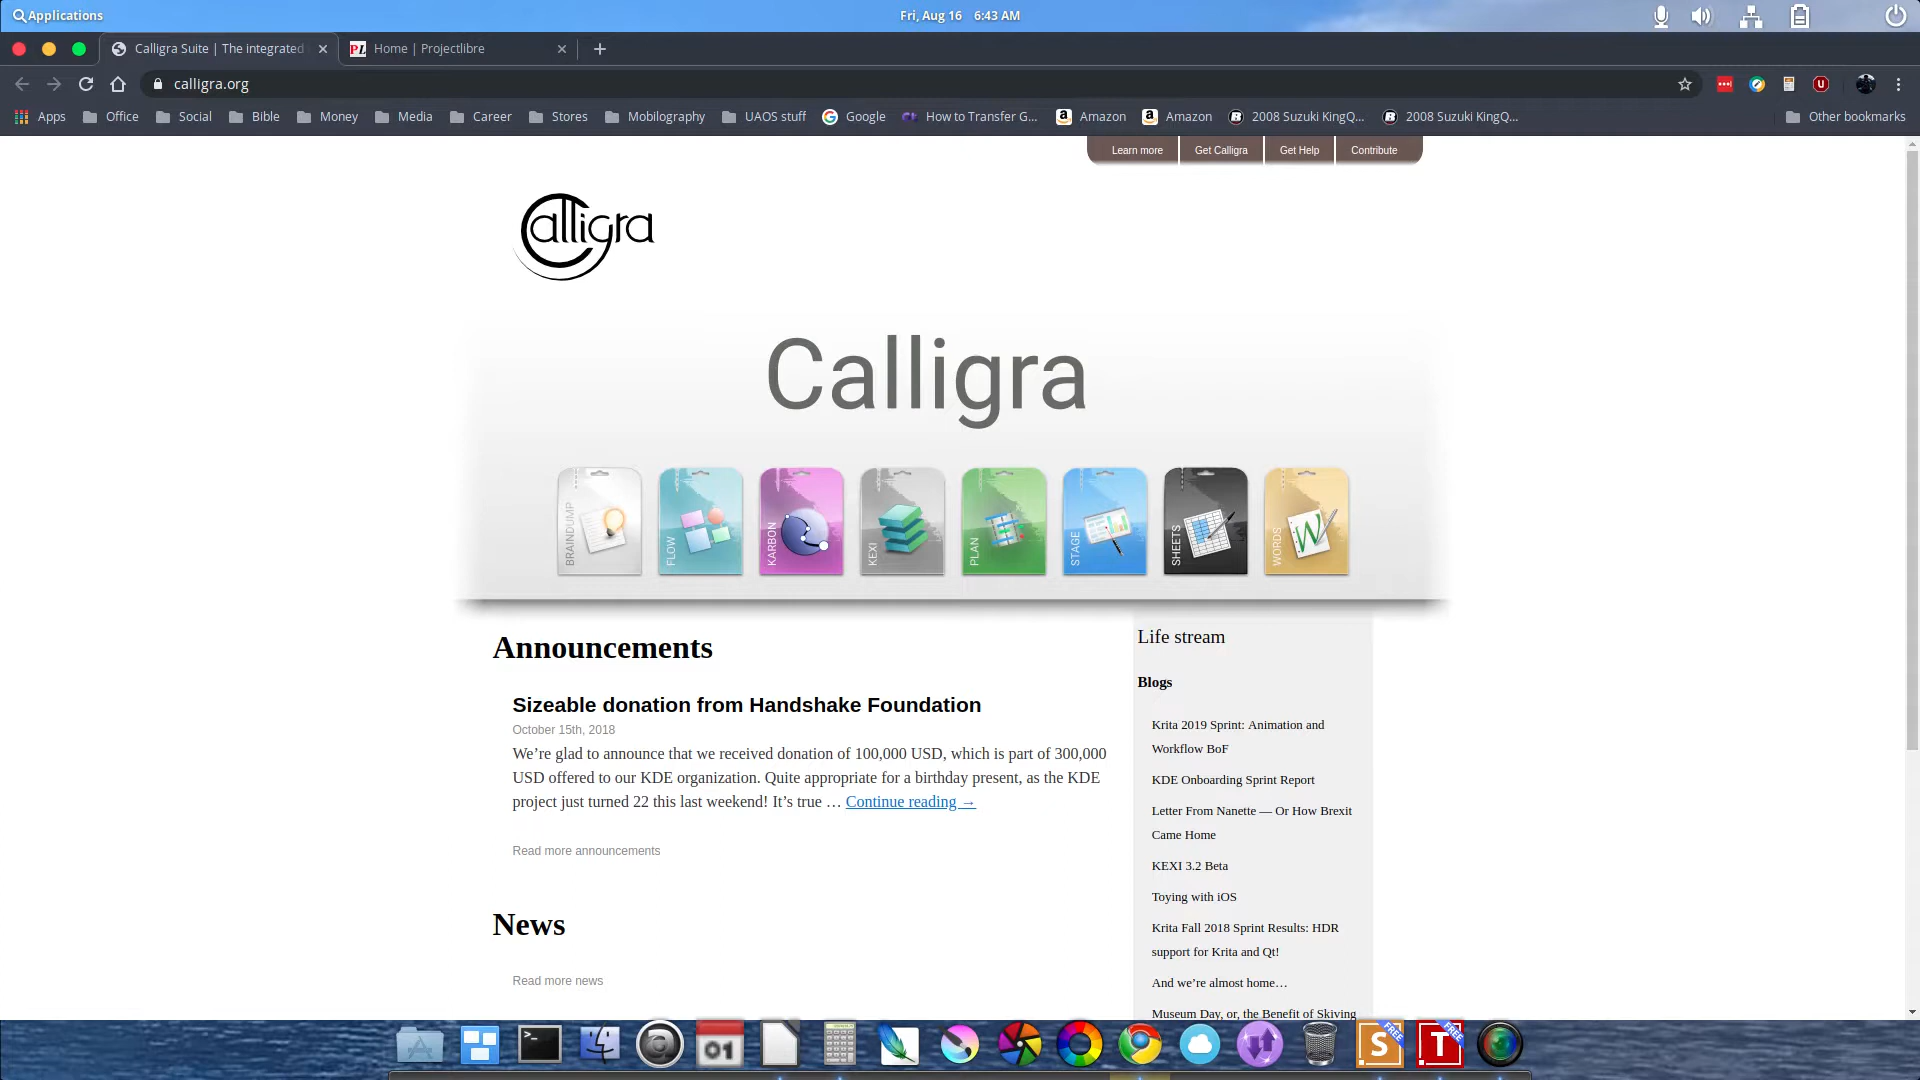 Applications
Fri, Aug 16 6:43 AM
Calligra Suite | The integrated
PL Home | Projectlibre
calligra.org
Apps Office Social Bible Money Media Career Stores Mobilography UAOS stuff Google How to Transfer G... Amazon Amazon 2008 Suzuki KingQ... 2008 Suzuki KingQ... Other bookmarks
Learn more Get Calligra Get Help Contribute
Calligra
Calligra
BRAINDUMP FLOW KARBON KEXI PLAN STAGE SHEETS WORDS
Announcements
Sizeable donation from Handshake Foundation
October 15th, 2018
We’re glad to announce that we received donation of 100,000 USD, which is part of 300,000
USD offered to our KDE organization. Quite appropriate for a birthday present, as the KDE
project just turned 22 this last weekend! It’s true … Continue reading →
Read more announcements
News
Read more news
Life stream
Blogs
Krita 2019 Sprint: Animation and
Workflow BoF
KDE Onboarding Sprint Report
Letter From Nanette — Or How Brexit
Came Home
KEXI 3.2 Beta
Toying with iOS
Krita Fall 2018 Sprint Results: HDR
support for Krita and Qt!
And we’re almost home…
Museum Day, or, the Benefit of Skiving
01
S FREE
T FREE